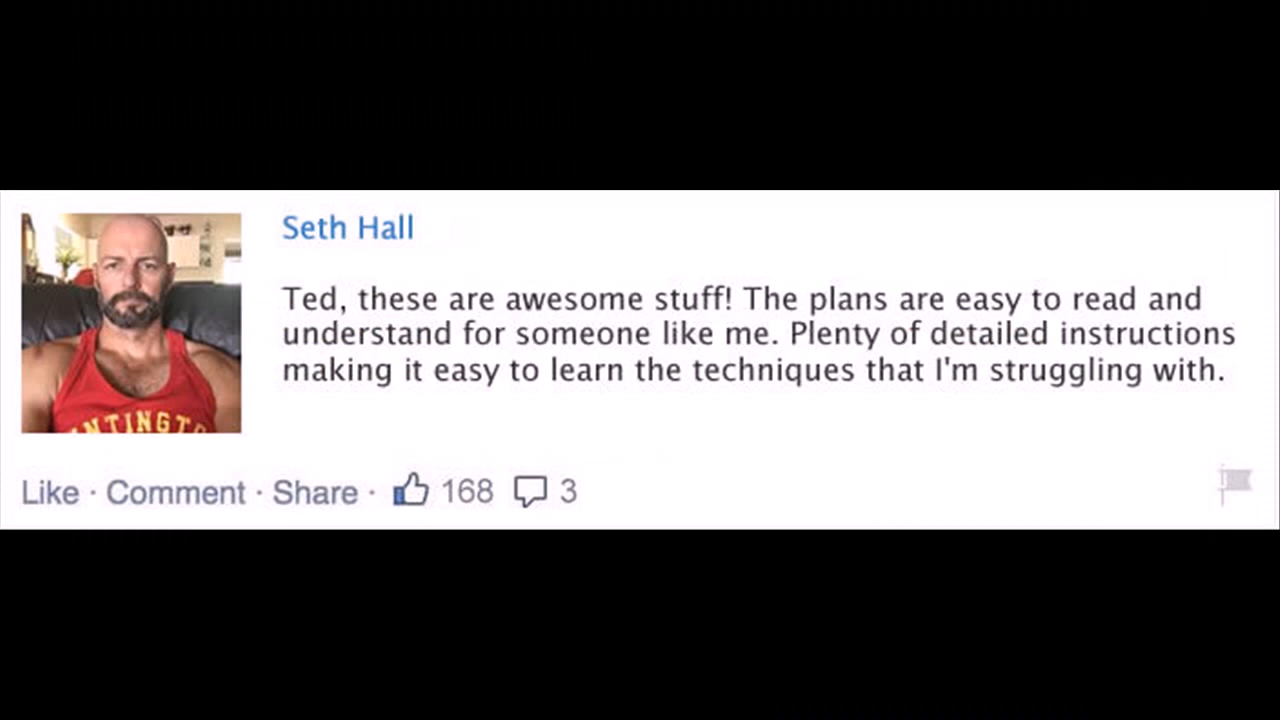 Seth Hall
Ted, these are awesome stuff! The plans are easy to read and
understand for someone like me. Plenty of detailed instructions
making it easy to learn the techniques that I'm struggling with.
NTINGT
Like · Comment · Share · 168 3